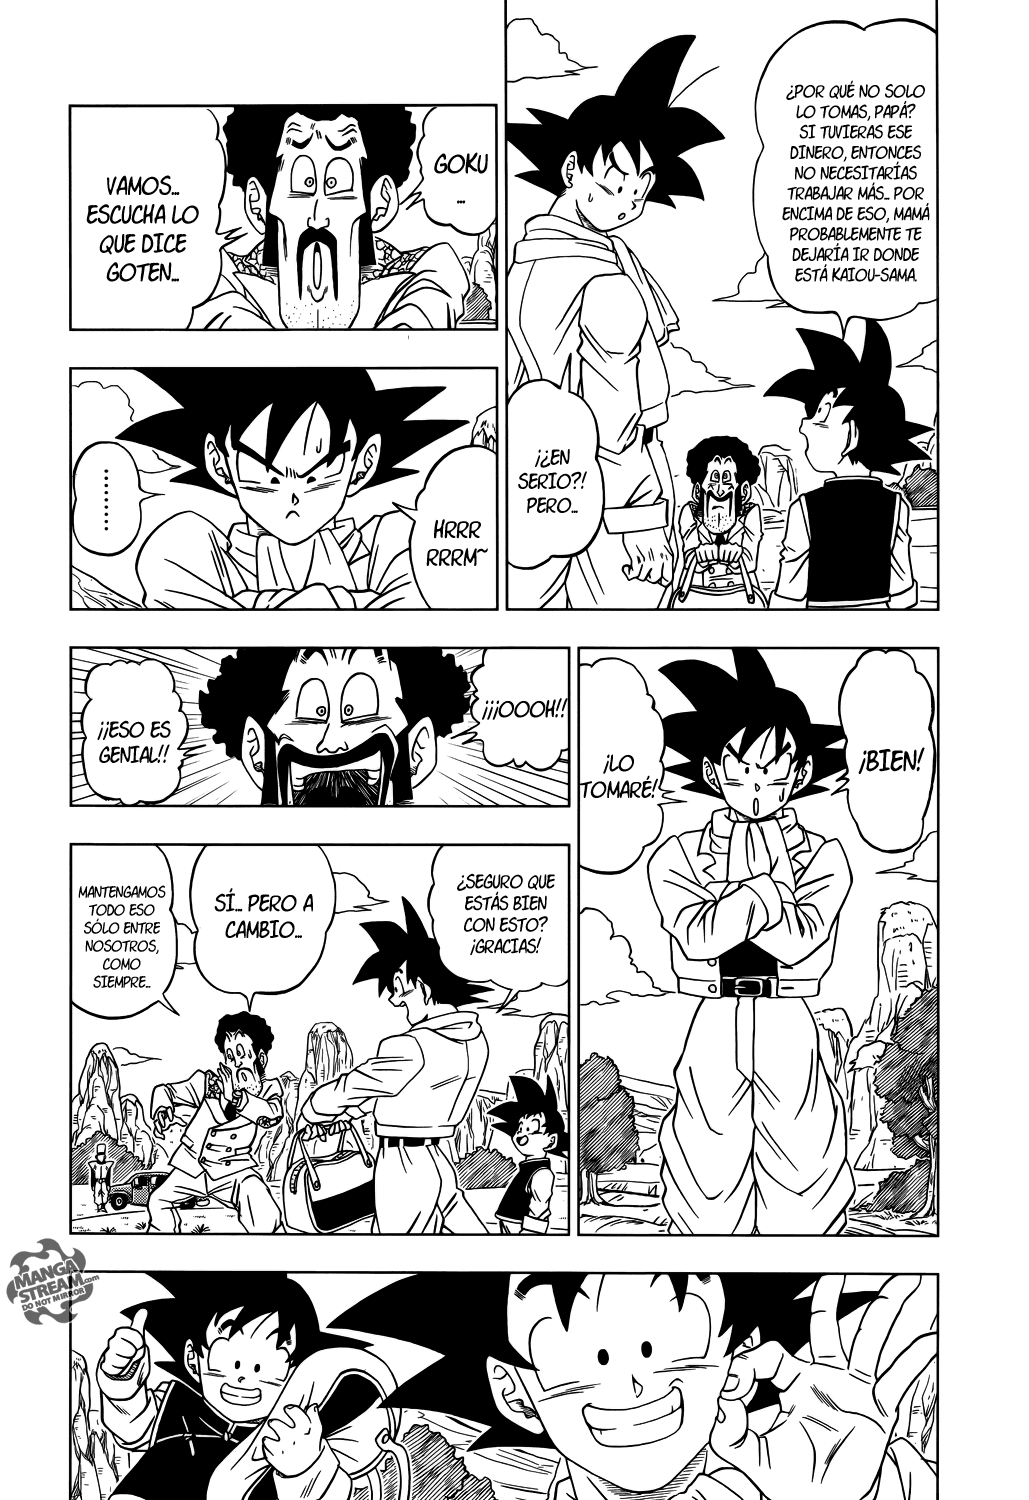 ¿POR QUÉ NO SOLO
LO TOMAS, PAPÁ?
SI TUVIERAS ESE
DINERO, ENTONCES
NO NECESITARÍAS
TRABAJAR MÁS... POR
ENCIMA DE ESO, MAMÁ
PROBABLEMENTE TE
DEJARÍA IR DONDE
ESTÁ KAIOU-SAMA.
¡¿EN
SERIO?!
PERO...
GOKU
...
VAMOS...
ESCUCHA LO
QUE DICE
GOTEN...
HRRR
RRRM~
.........
¡BIEN!
¡LO
TOMARÉ!
¡¡¡OOOH!!
¡¡ESO ES
GENIAL!!
¿SEGURO QUE
ESTÁS BIEN
CON ESTO?
¡GRACIAS!
SÍ... PERO A
CAMBIO...
MANTENGAMOS
TODO ESO
SÓLO ENTRE
NOSOTROS,
COMO
SIEMPRE...
MANGA
STREAM.com
DO NOT MIRROR